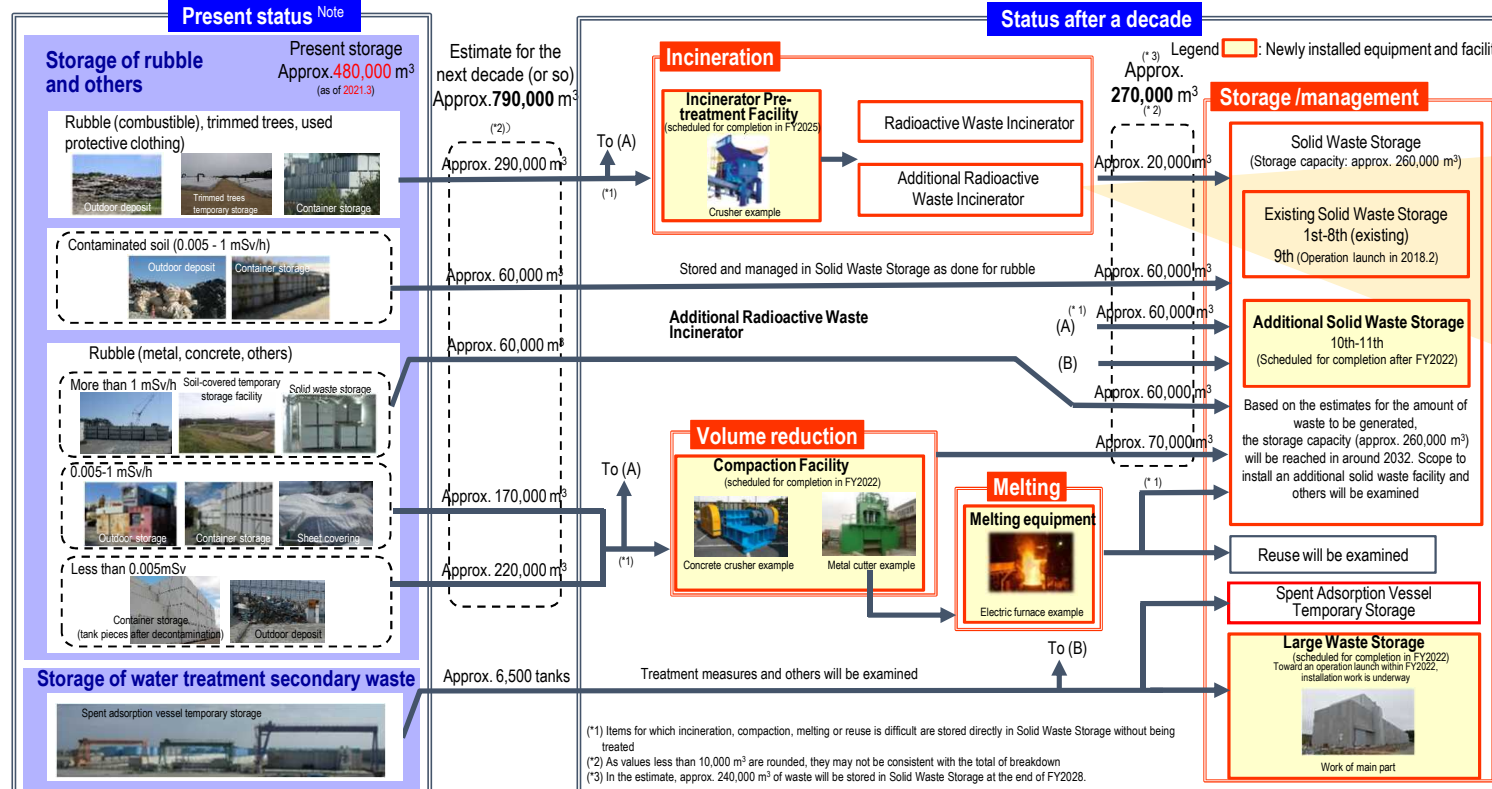 Present status Note
Storage of rubble
and others
Present storage
Approx.480,000 m³
(as of 2021.3)
Rubble (combustible), trimmed trees, used
protective clothing)
Outdoor deposit
Trimmed trees
temporary storage
Container storage
Contaminated soil (0.005 - 1 mSv/h)
Outdoor deposit
Container storage
Rubble (metal, concrete, others)
More than 1 mSv/h
Soil-covered temporary
storage facility
Solid waste storage
0.005-1 mSv/h
Outdoor storage
Container storage
Sheet covering
Less than 0.005mSv
Container storage
(tank pieces after decontamination)
Outdoor deposit
Storage of water treatment secondary waste
Spent adsorption vessel temporary storage
Estimate for the
next decade (or so)
Approx.790,000 m³
(*2)
Approx. 290,000 m³
Approx. 60,000 m³
Approx. 60,000 m³
Approx. 170,000 m³
Approx. 220,000 m³
Approx. 6,500 tanks
Status after a decade
Legend : Newly installed equipment and facilit
To (A)
(*1)
Incineration
Incinerator Pre-
treatment Facility
(scheduled for completion in FY2025)
Crusher example
Radioactive Waste Incinerator
Additional Radioactive
Waste Incinerator
Stored and managed in Solid Waste Storage as done for rubble
Additional Radioactive Waste
Incinerator
To (A)
(*1)
Volume reduction
Compaction Facility
(scheduled for completion in FY2022)
Concrete crusher example
Metal cutter example
Melting
Melting equipment
Electric furnace example
Treatment measures and others will be examined
To (B)
(* 3)
Approx.
270,000 m³
(* 2)
Approx. 20,000 m³
Approx. 60,000 m³
(* 1)
(A)
Approx. 60,000 m³
(B)
Approx. 60,000 m³
Approx. 70,000 m³
(* 1)
Storage /management
Solid Waste Storage
(Storage capacity: approx. 260,000 m³)
Existing Solid Waste Storage
1st-8th (existing)
9th (Operation launch in 2018.2)
Additional Solid Waste Storage
10th-11th
(Scheduled for completion after FY2022)
Based on the estimates for the amount of
waste to be generated,
the storage capacity (approx. 260,000 m³)
will be reached in around 2032. Scope to
install an additional solid waste facility and
others will be examined
Reuse will be examined
Spent Adsorption Vessel
Temporary Storage
Large Waste Storage
(scheduled for completion in FY2022)
Toward an operation launch within FY2022,
installation work is underway
Work of main part
(*1) Items for which incineration, compaction, melting or reuse is difficult are stored directly in Solid Waste Storage without being
treated
(*2) As values less than 10,000 m³ are rounded, they may not be consistent with the total of breakdown
(*3) In the estimate, approx. 240,000 m³ of waste will be stored in Solid Waste Storage at the end of FY2028.